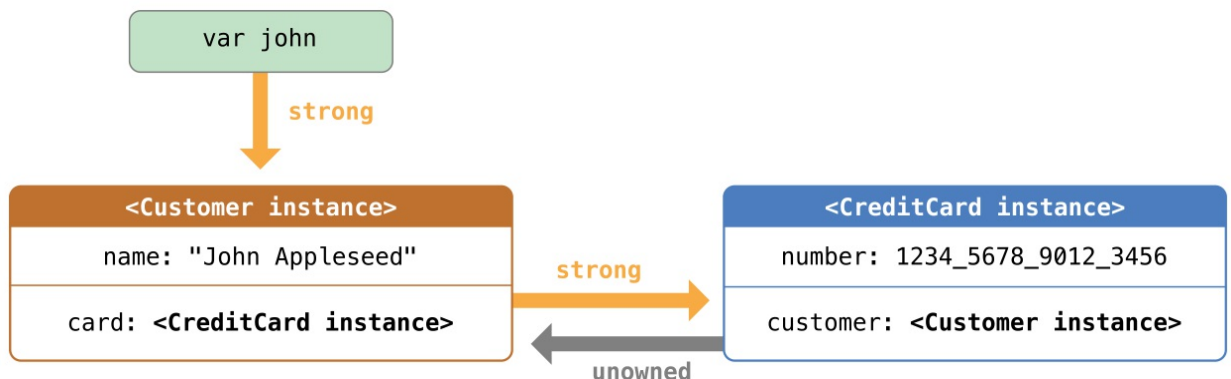 var john
strong
<Customer instance>
name: "John Appleseed"
card: <CreditCard instance>
strong
unowned
<CreditCard instance>
number: 1234_5678_9012_3456
customer: <Customer instance>